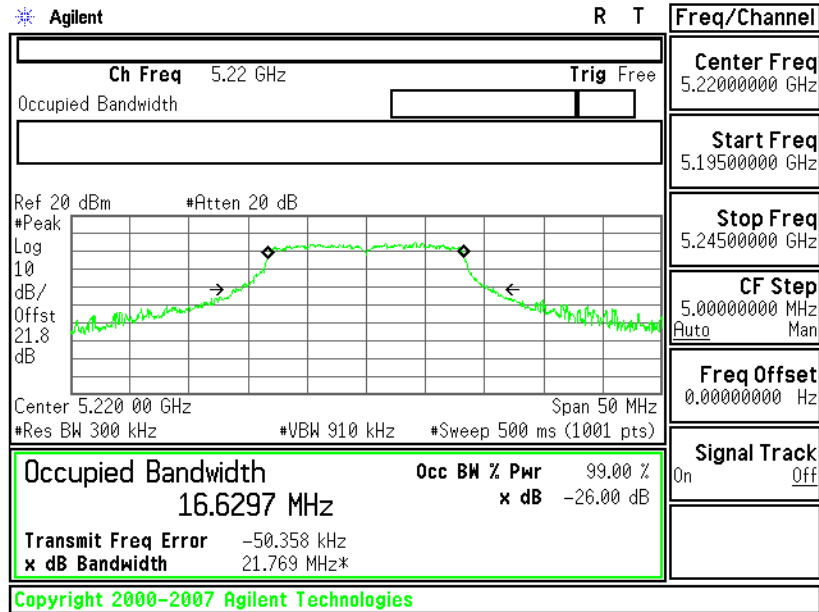 Agilent R T
Ch Freq 5.22 GHz Trig Free
Occupied Bandwidth
Ref 20 dBm #Atten 20 dB
#Peak
Log
10
dB/
Offst
21.8
dB
Center 5.220 00 GHz Span 50 MHz
#Res BW 300 kHz #VBW 910 kHz #Sweep 500 ms (1001 pts)
Occupied Bandwidth Occ BW % Pwr 99.00 %
16.6297 MHz x dB -26.00 dB
Transmit Freq Error -50.358 kHz
x dB Bandwidth 21.769 MHz*
Copyright 2000-2007 Agilent Technologies
Freq/Channel
Center Freq
5.22000000 GHz
Start Freq
5.19500000 GHz
Stop Freq
5.24500000 GHz
CF Step
5.00000000 MHz
Auto Man
Freq Offset
0.00000000 Hz
Signal Track
On Off